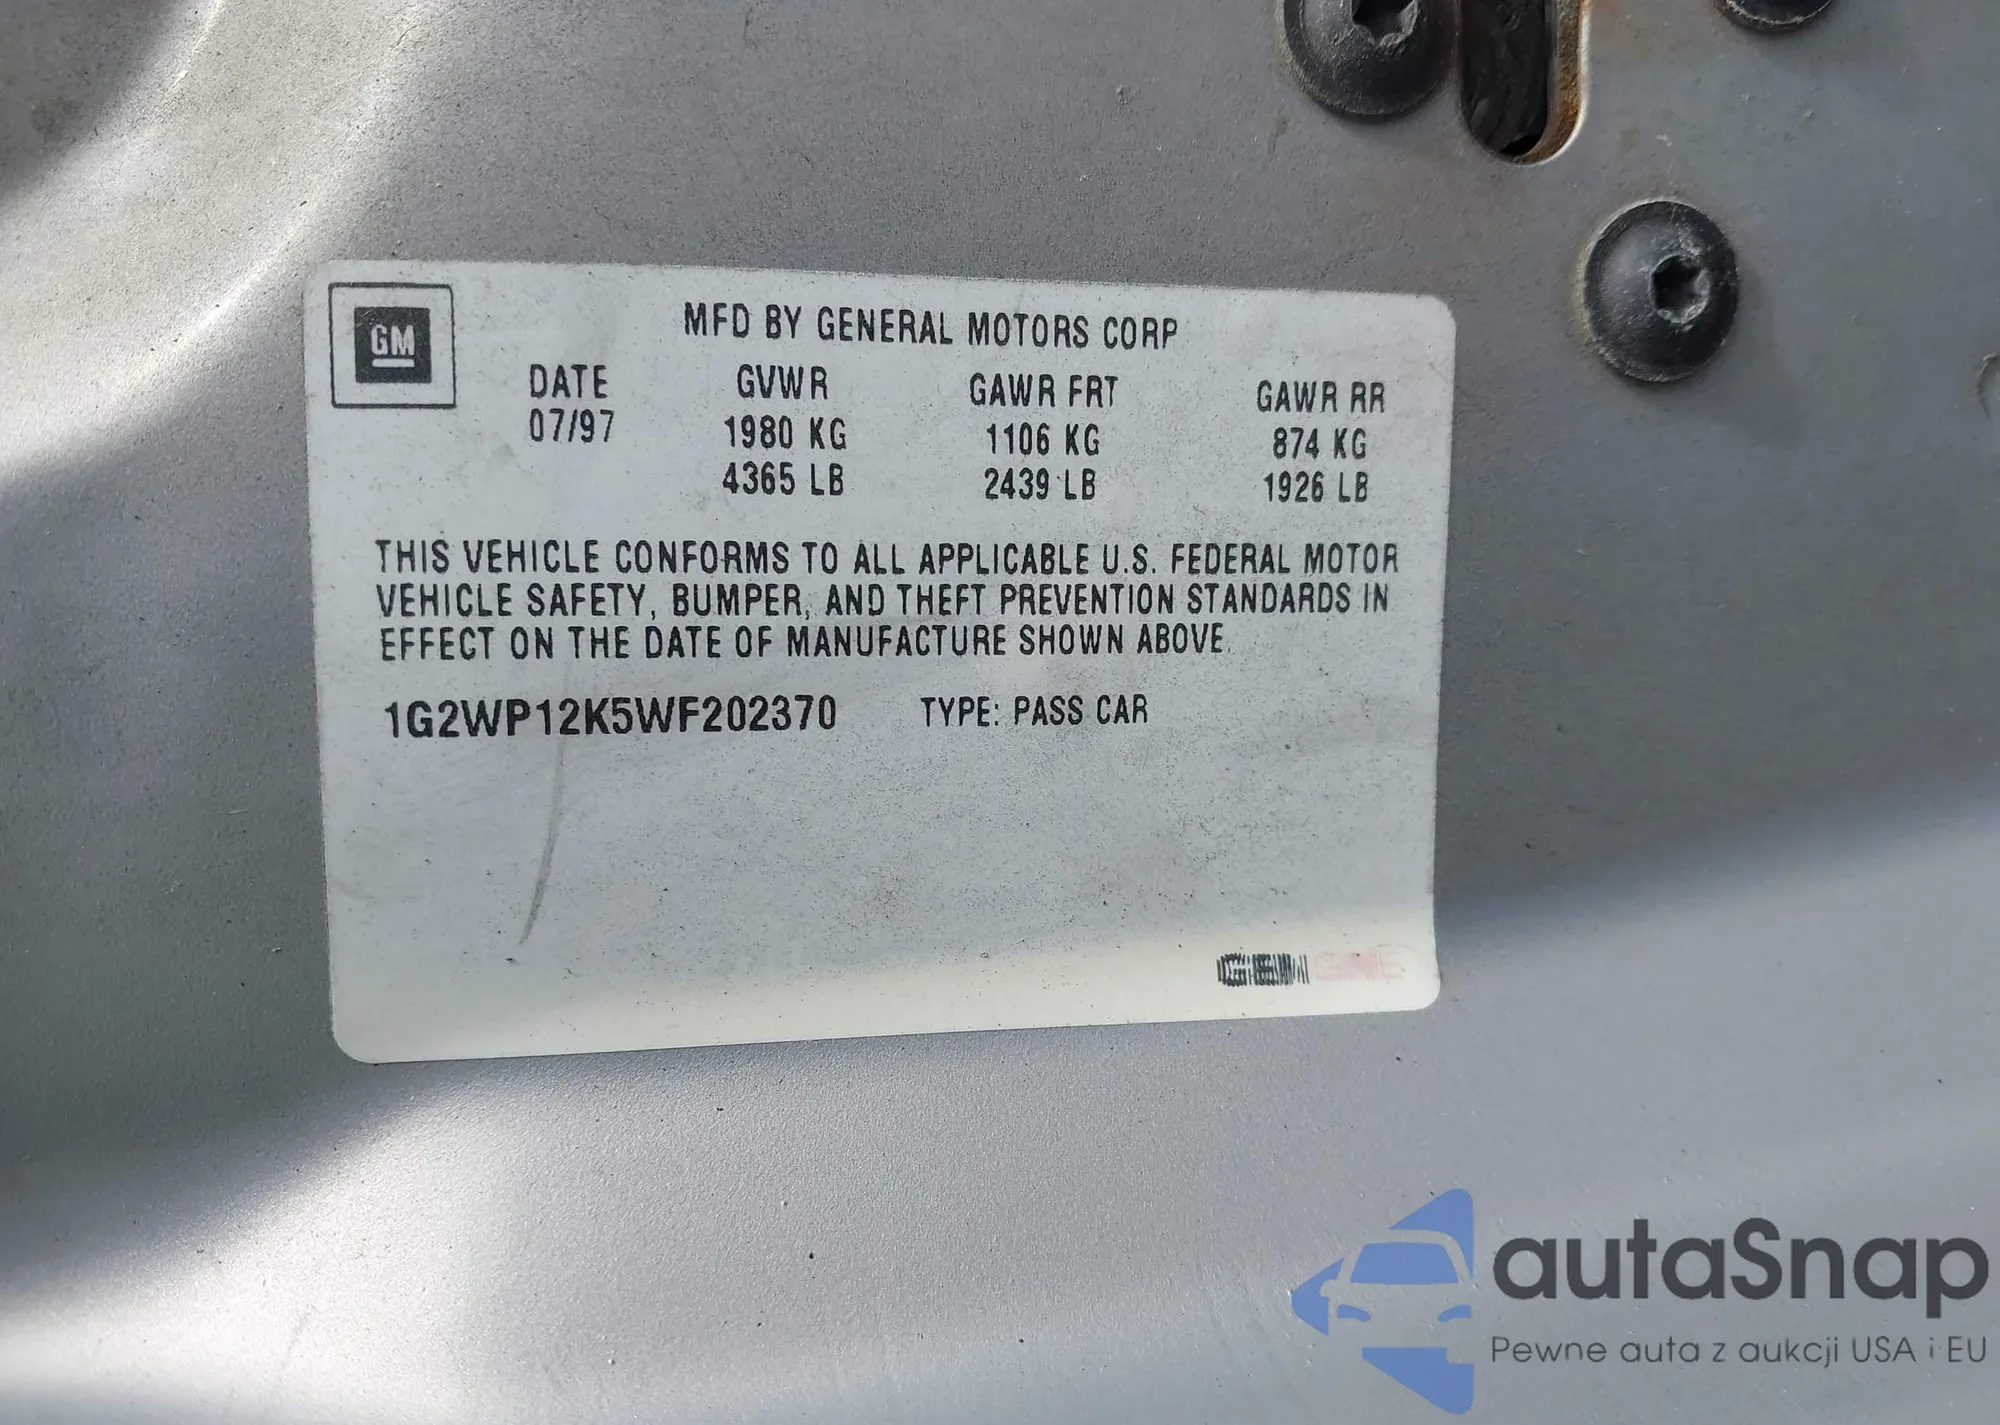 GM
MFD BY GENERAL MOTORS CORP
DATE GVWR GAWR FRT GAWR RR
07/97 1980 KG 1106 KG 874 KG
4365 LB 2439 LB 1926 LB
THIS VEHICLE CONFORMS TO ALL APPLICABLE U.S. FEDERAL MOTOR
VEHICLE SAFETY, BUMPER, AND THEFT PREVENTION STANDARDS IN
EFFECT ON THE DATE OF MANUFACTURE SHOWN ABOVE.
1G2WP12K5WF202370 TYPE: PASS CAR
autaSnap
Pewne auta z aukcji USA i EU